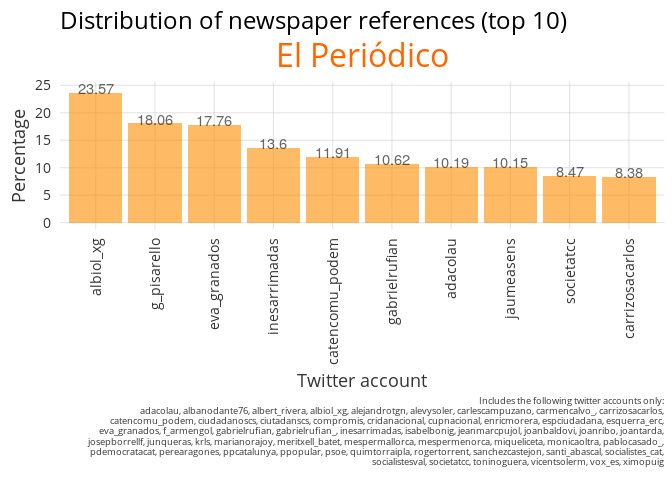 Distribution of newspaper references (top 10)
El Periódico
Percentage
25
20
15
10
5
0
23.57
18.06
17.76
13.6
11.91
10.62
10.19
10.15
8.47
8.38
albiol_xg
g_pisarello
eva_granados
inesarrimadas
catencomu_podem
gabrielrufian
adacolau
jaumeasens
societatcc
carrizosacarlos
Twitter account
Includes the following twitter accounts only:
adacolau, albanodante76, albert_rivera, albiol_xg, alejandrotgn, alevysoler, carlescampuzano, carmencalvo_, carrizosacarlos,
catencomu_podem, ciudadanoscs, ciutadanscs, compromis, cridanacional, cupnacional, enricmorera, espciudadana, esquerra_erc,
eva_granados, f_armengol, gabrielrufian, gabrielrufian_, inesarrimadas, isabelbonig, jeanmarcpujol, joanbaldovi, joanribo, joantarda,
josepborrellf, junqueras, krls, marianorajoy, meritxell_batet, mespermallorca, mespermenorca, miqueliceta, monicaoltra, pablocasado_,
pdemocratacat, perearagones, ppcatalunya, ppopular, psoe, quimtorraipla, rogertorrent, sanchezcastejon, santi_abascal, socialistes_cat,
socialistesval, societatcc, toninoguera, vicentsolerm, vox_es, ximopuig